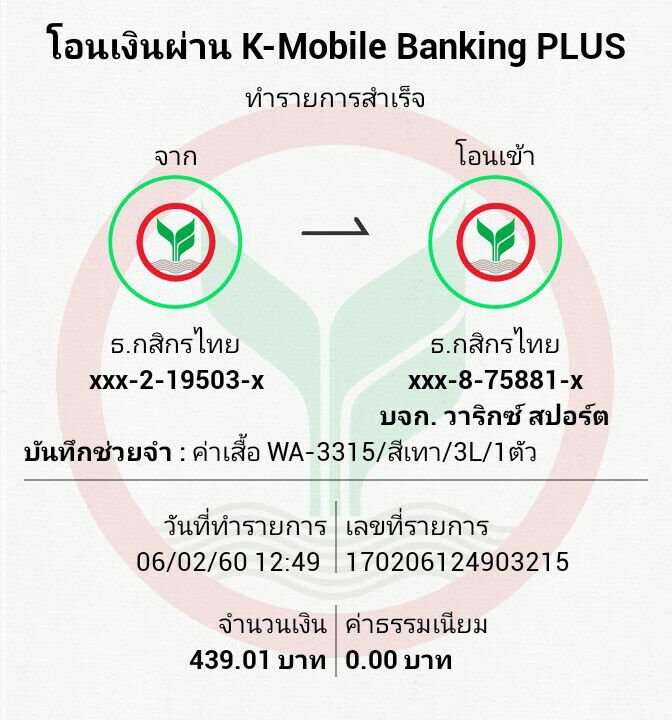 โอนเงินผ่าน K-Mobile Banking PLUS
ทำรายการสำเร็จ
จาก
โอนเข้า
ธ.กสิกรไทย
xxx-2-19503-x
ธ.กสิกรไทย
xxx-8-75881-x
บจก. วาริกซ์ สปอร์ต
บันทึกช่วยจำ : ค่าเสื้อ WA-3315/สีเทา/3L/1ตัว
วันที่ทำรายการ
06/02/60 12:49
เลขที่รายการ
170206124903215
จำนวนเงิน
439.01 บาท
ค่าธรรมเนียม
0.00 บาท